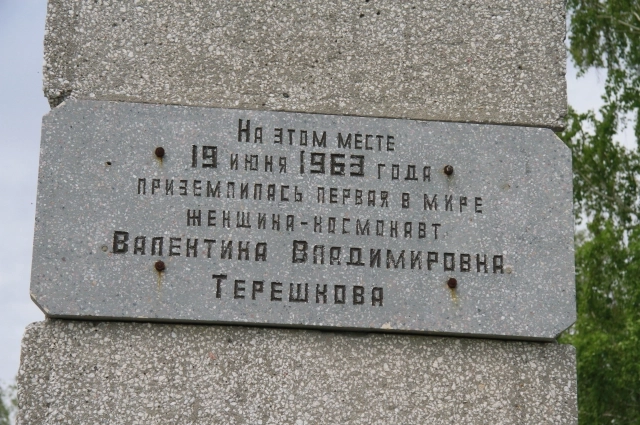 На этом месте
19 июня 1963 года
приземлилась первая в мире
женщина-космонавт
Валентина Владимировна
Терешкова